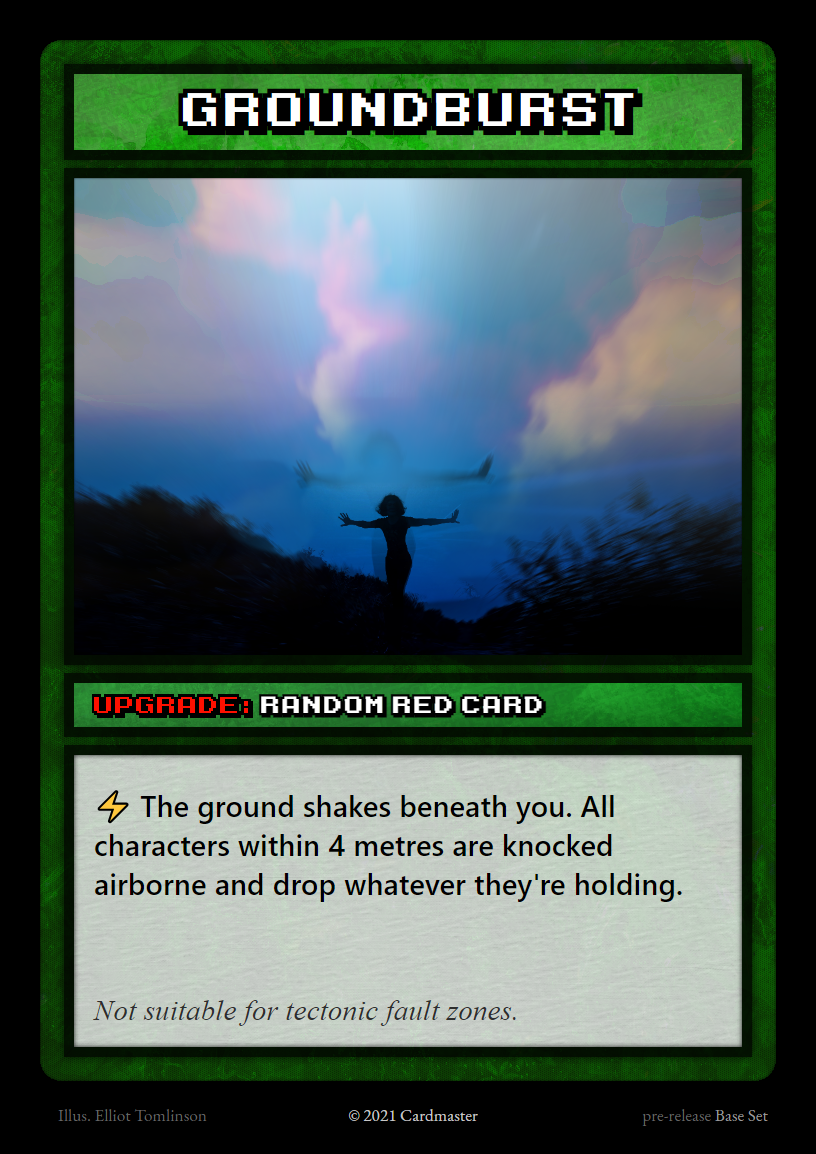 GROUNDBURST
UPGRADE: RANDOM RED CARD
⚡ The ground shakes beneath you. All
characters within 4 metres are knocked
airborne and drop whatever they're holding.
Not suitable for tectonic fault zones.
Illus. Elliot Tomlinson © 2021 Cardmaster pre-release Base Set